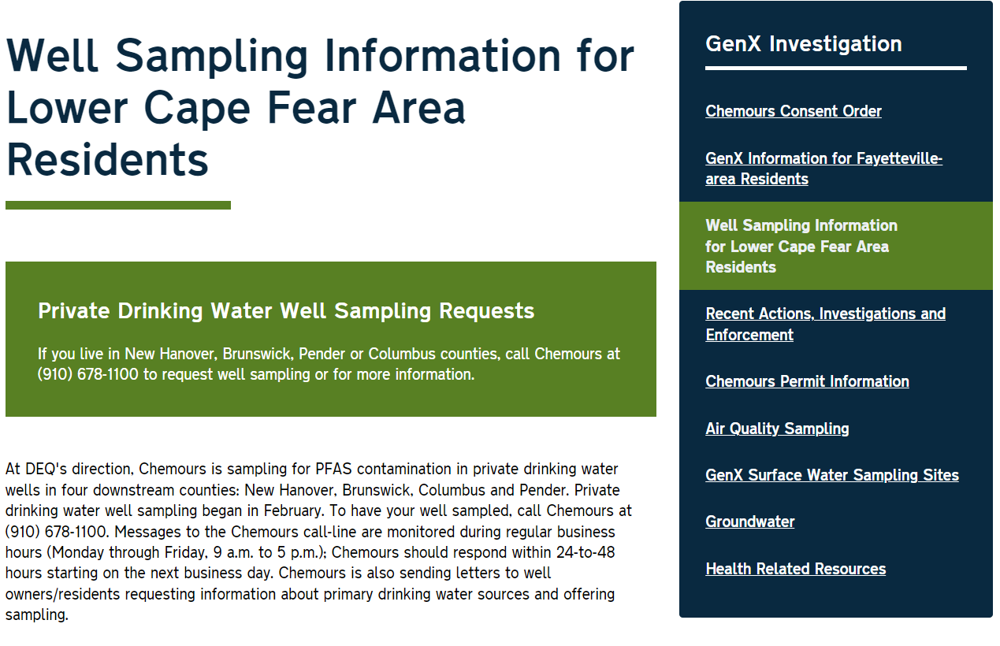 Well Sampling Information for
Lower Cape Fear Area
Residents
Private Drinking Water Well Sampling Requests
If you live in New Hanover, Brunswick, Pender or Columbus counties, call Chemours at
(910) 678-1100 to request well sampling or for more information.
At DEQ's direction, Chemours is sampling for PFAS contamination in private drinking water
wells in four downstream counties: New Hanover, Brunswick, Columbus and Pender. Private
drinking water well sampling began in February. To have your well sampled, call Chemours at
(910) 678-1100. Messages to the Chemours call-line are monitored during regular business
hours (Monday through Friday, 9 a.m. to 5 p.m.); Chemours should respond within 24-to-48
hours starting on the next business day. Chemours is also sending letters to well
owners/residents requesting information about primary drinking water sources and offering
sampling.
GenX Investigation
Chemours Consent Order
GenX Information for Fayetteville-
area Residents
Well Sampling Information
for Lower Cape Fear Area
Residents
Recent Actions, Investigations and
Enforcement
Chemours Permit Information
Air Quality Sampling
GenX Surface Water Sampling Sites
Groundwater
Health Related Resources